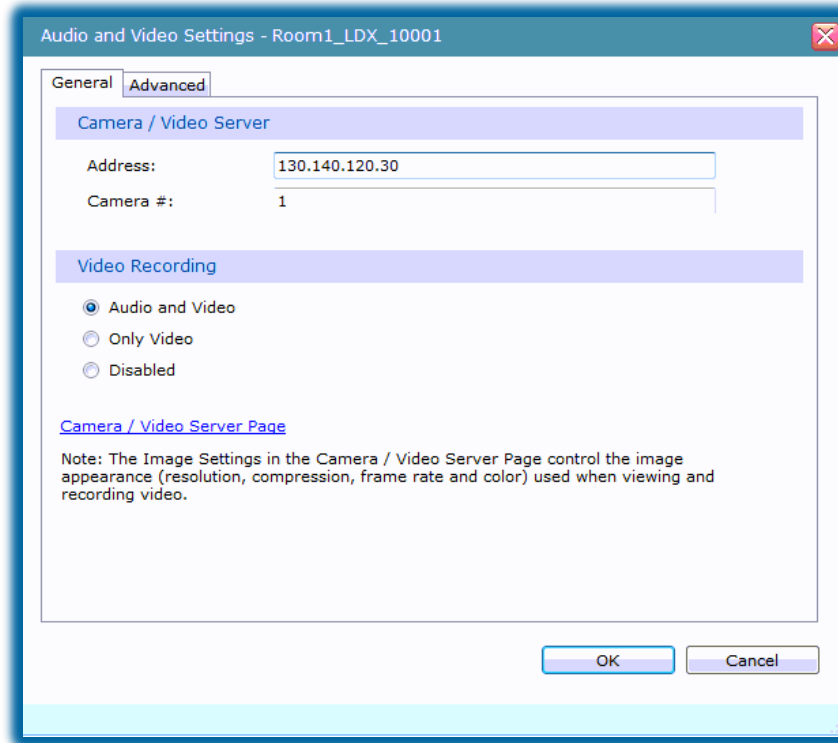 Audio and Video Settings - Room1_LDX_10001
General
Advanced
Camera / Video Server
Address: 130.140.120.30
Camera #: 1
Video Recording
Audio and Video
Only Video
Disabled
Camera / Video Server Page
Note: The Image Settings in the Camera / Video Server Page control the image
appearance (resolution, compression, frame rate and color) used when viewing and
recording video.
OK
Cancel